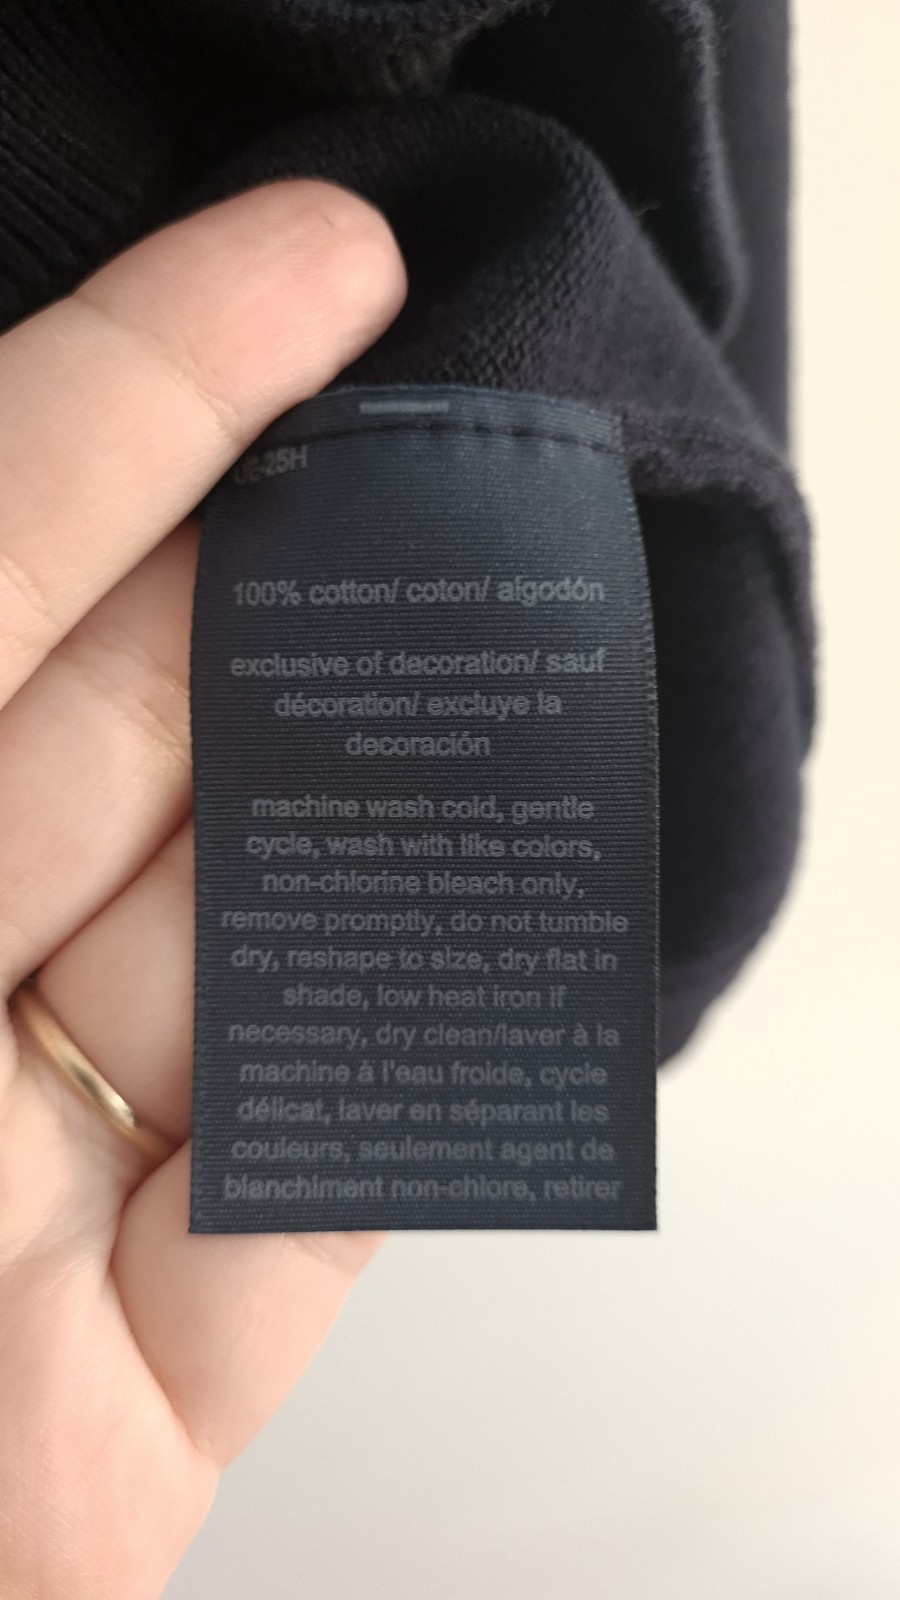 100% cotton/ coton/ algodón
exclusive of decoration/ sauf
décoration/ excluye la
decoración
machine wash cold, gentle
cycle, wash with like colors,
non-chlorine bleach only,
remove promptly, do not tumble
dry, reshape to size, dry flat in
shade, low heat iron if
necessary, dry clean/laver à la
machine à l'eau froide, cycle
délicat, laver en séparant les
couleurs, seulement agent de
blanchiment non-chlore, retirer